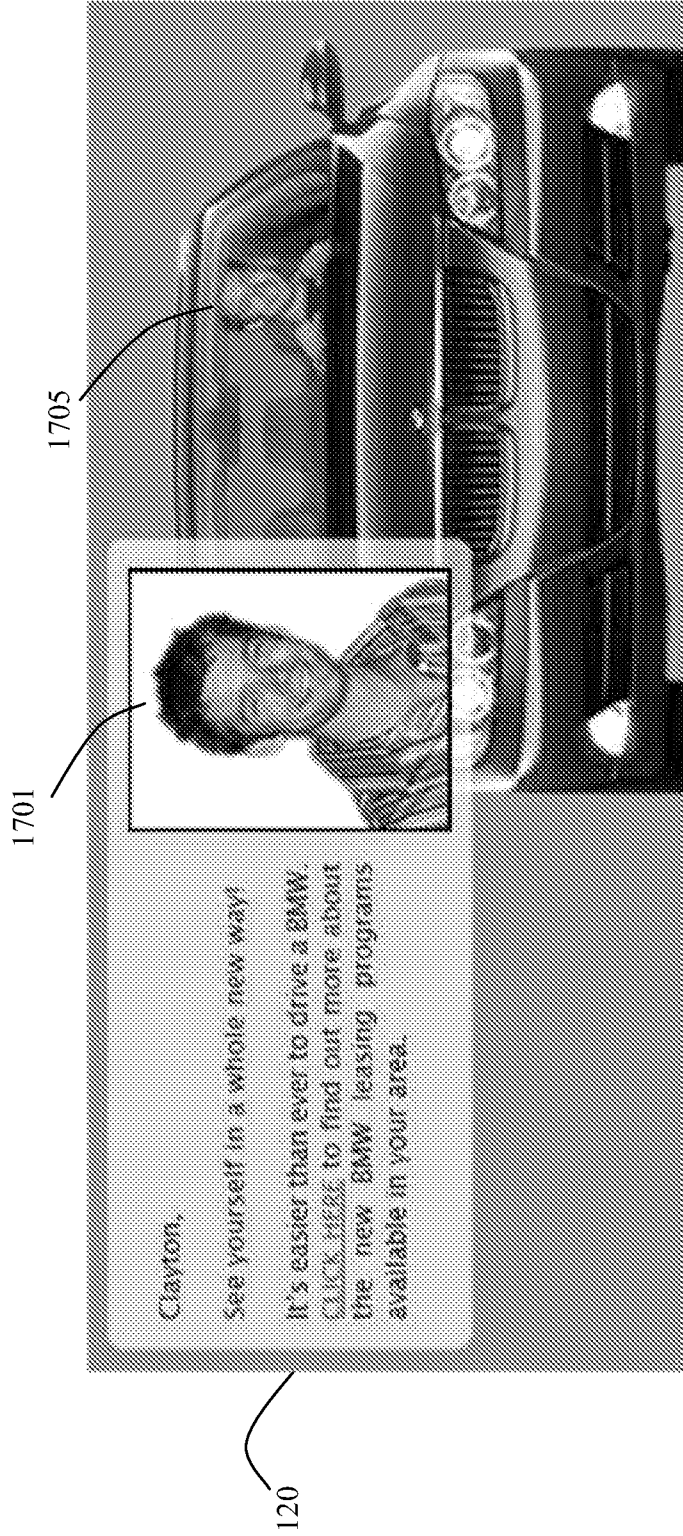 1701
1705
Clayton,
See yourself in a whole new way!
It's easier than ever to drive a BMW.
CLICK HERE to find out more about
the new BMW leasing programs
available in your area.
120